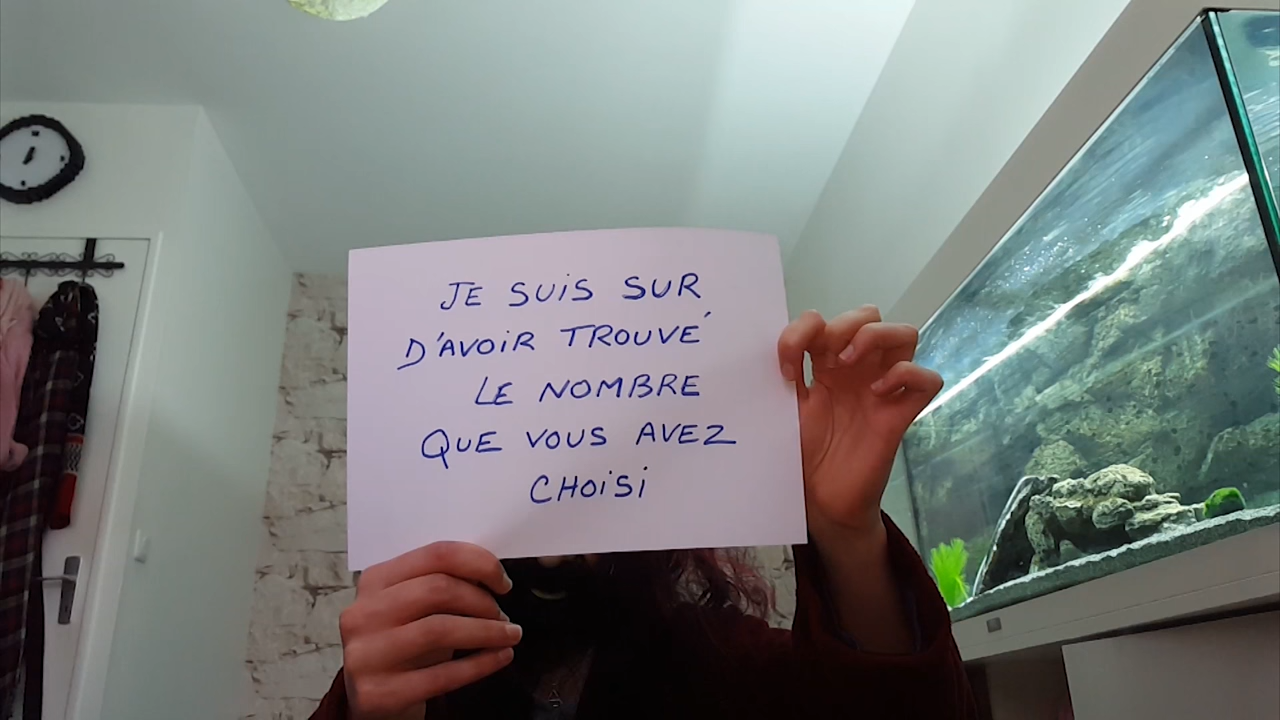 JE SUIS SUR
D'AVOIR TROUVÉ
LE NOMBRE
QUE VOUS AVEZ
CHOISI